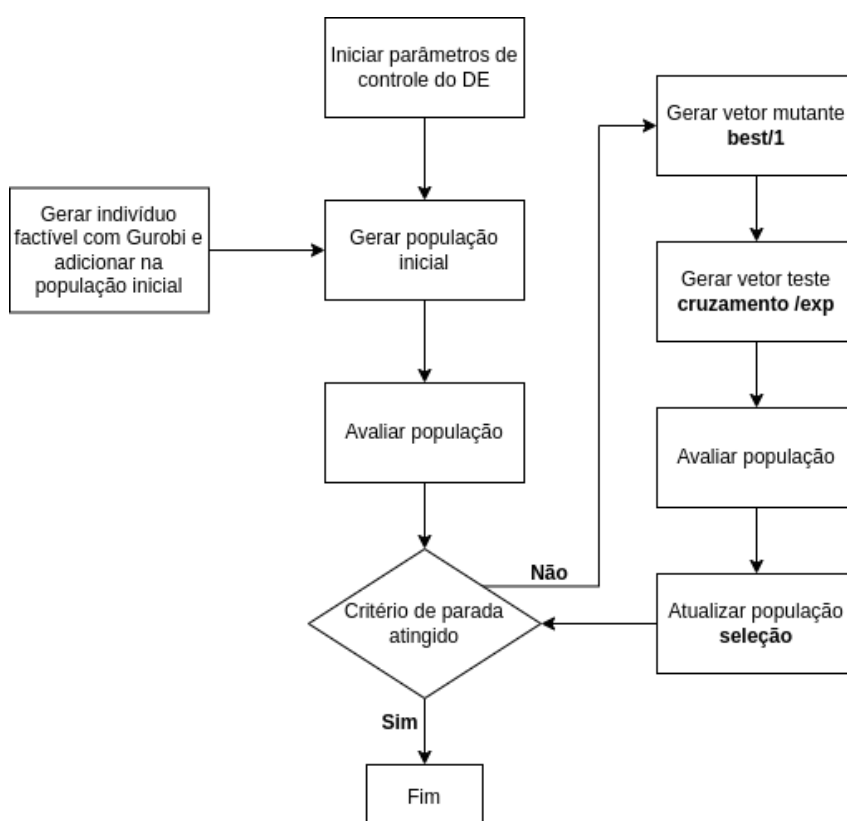 Iniciar parâmetros de
controle do DE
Gerar indivíduo
factível com Gurobi e
adicionar na
população inicial
Gerar população
inicial
Avaliar população
Critério de parada
atingido
Não
Sim
Fim
Gerar vetor mutante
best/1
Gerar vetor teste
cruzamento /exp
Avaliar população
Atualizar população
seleção